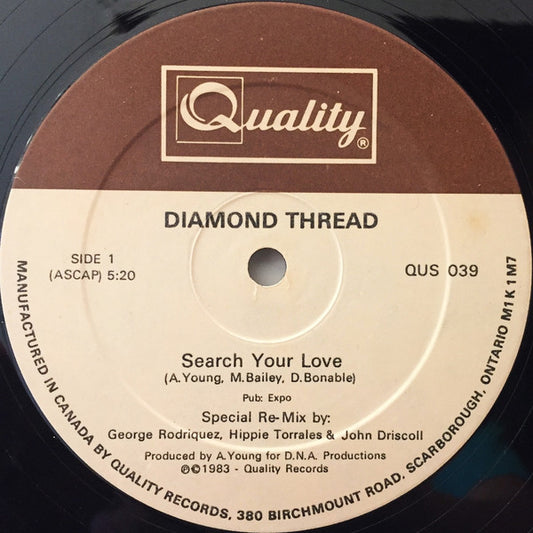 Quality®
DIAMOND THREAD
SIDE 1
(ASCAP) 5:20
QUS 039
Search Your Love
(A.Young, M.Bailey, D.Bonable)
Pub: Expo
Special Re-Mix by:
George Rodriquez, Hippie Torrales & John Driscoll
Produced by A.Young for D.N.A. Productions
℗©1983 - Quality Records
MANUFACTURED IN CANADA BY QUALITY RECORDS, 380 BIRCHMOUNT ROAD, SCARBOROUGH, ONTARIO M1K 1M7